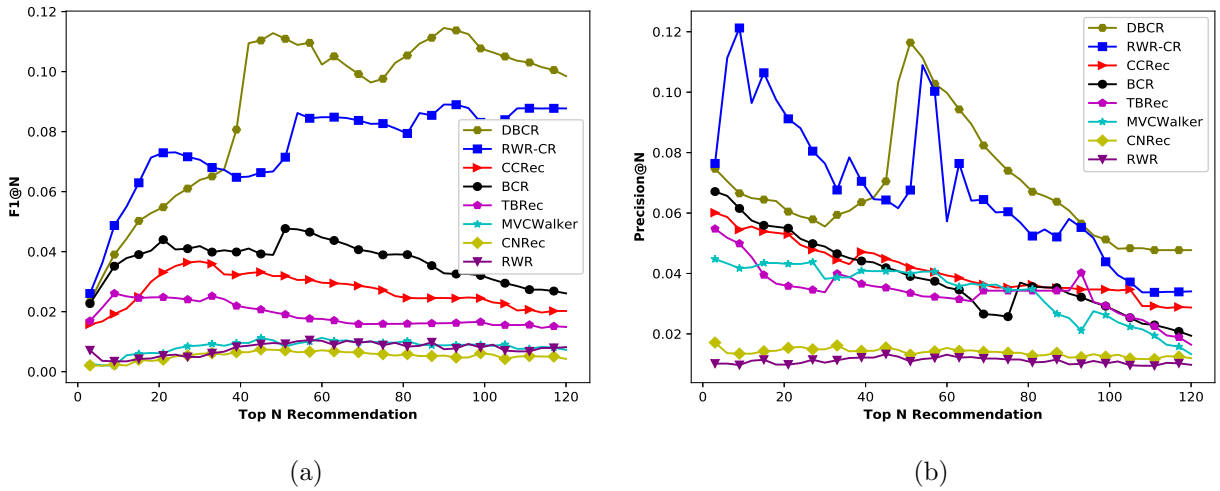 0.12
0.10
0.08
0.06
0.04
0.02
0.00
F1@N
0 20 40 60 80 100 120
Top N Recommendation
DBCR
RWR-CR
CCRec
BCR
TBRec
MVCWalker
CNRec
RWR
(a)
0.12
0.10
0.08
0.06
0.04
0.02
Precision@N
0 20 40 60 80 100 120
Top N Recommendation
DBCR
RWR-CR
CCRec
BCR
TBRec
MVCWalker
CNRec
RWR
(b)